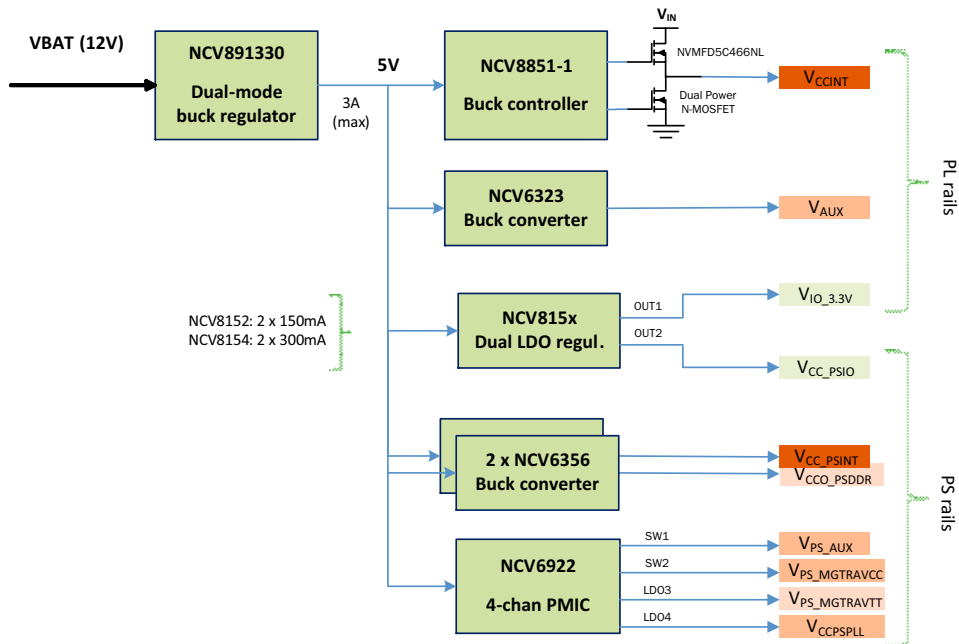 VBAT (12V)
NCV891330
Dual-mode
buck regulator
5V
3A
(max)
NCV8851-1
Buck controller
VIN
NVMFD5C466NL
Dual Power
N-MOSFET
VCCINT
PL rails
NCV6323
Buck converter
VAUX
NCV8152: 2 x 150mA
NCV8154: 2 x 300mA
NCV815x
Dual LDO regul.
OUT1
OUT2
VIO_3.3V
VCC_PSIO
2 x NCV6356
Buck converter
VCC_PSINT
VCCO_PSDDR
PS rails
NCV6922
4-chan PMIC
SW1
SW2
LDO3
LDO4
VPS_AUX
VPS_MGTRAVCC
VPS_MGTRAVTT
VCCPSPLL